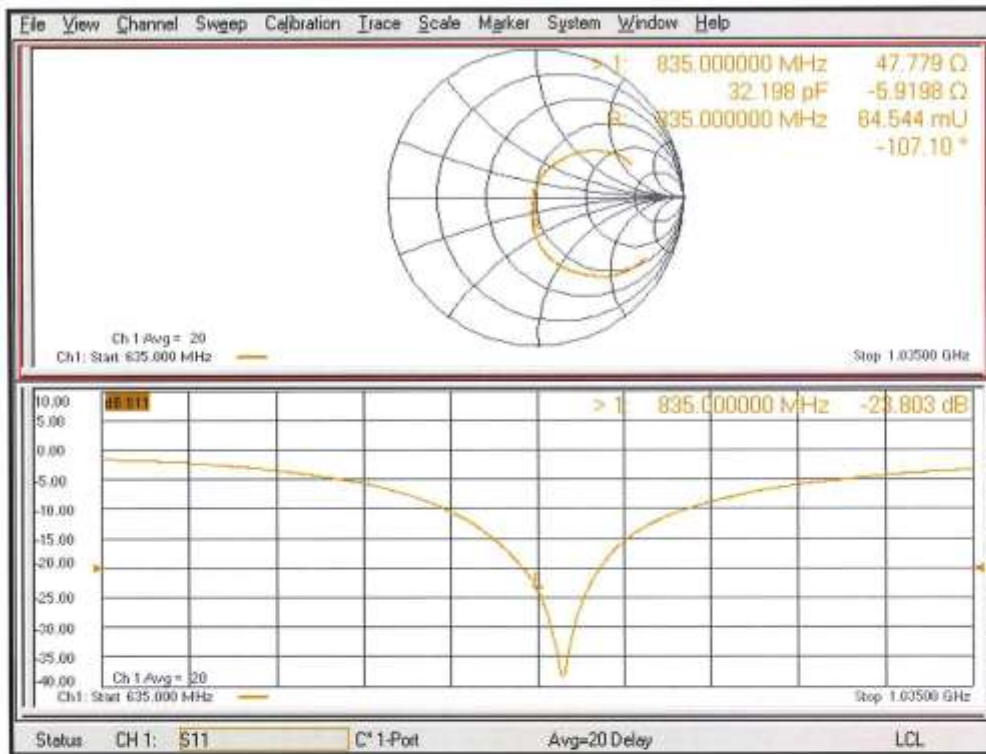 File View Channel Sweep Calibration Trace Scale Marker System Window Help
> 1: 835.000000 MHz 47.779 Ω
32.198 pF -5.9198 Ω
R: 835.000000 MHz 64.544 mU
-107.10 °
Ch 1 Avg = 20
Ch1: Start 635.000 MHz Stop 1.03500 GHz
10.00 dB S11 > 1: 835.000000 MHz -23.803 dB
5.00
0.00
-5.00
-10.00
-15.00
-20.00
-25.00
-30.00
-35.00
-40.00 Ch 1 Avg = 20
Ch1: Start 635.000 MHz Stop 1.03500 GHz
Status CH 1: S11 C* 1-Port Avg=20 Delay LCL